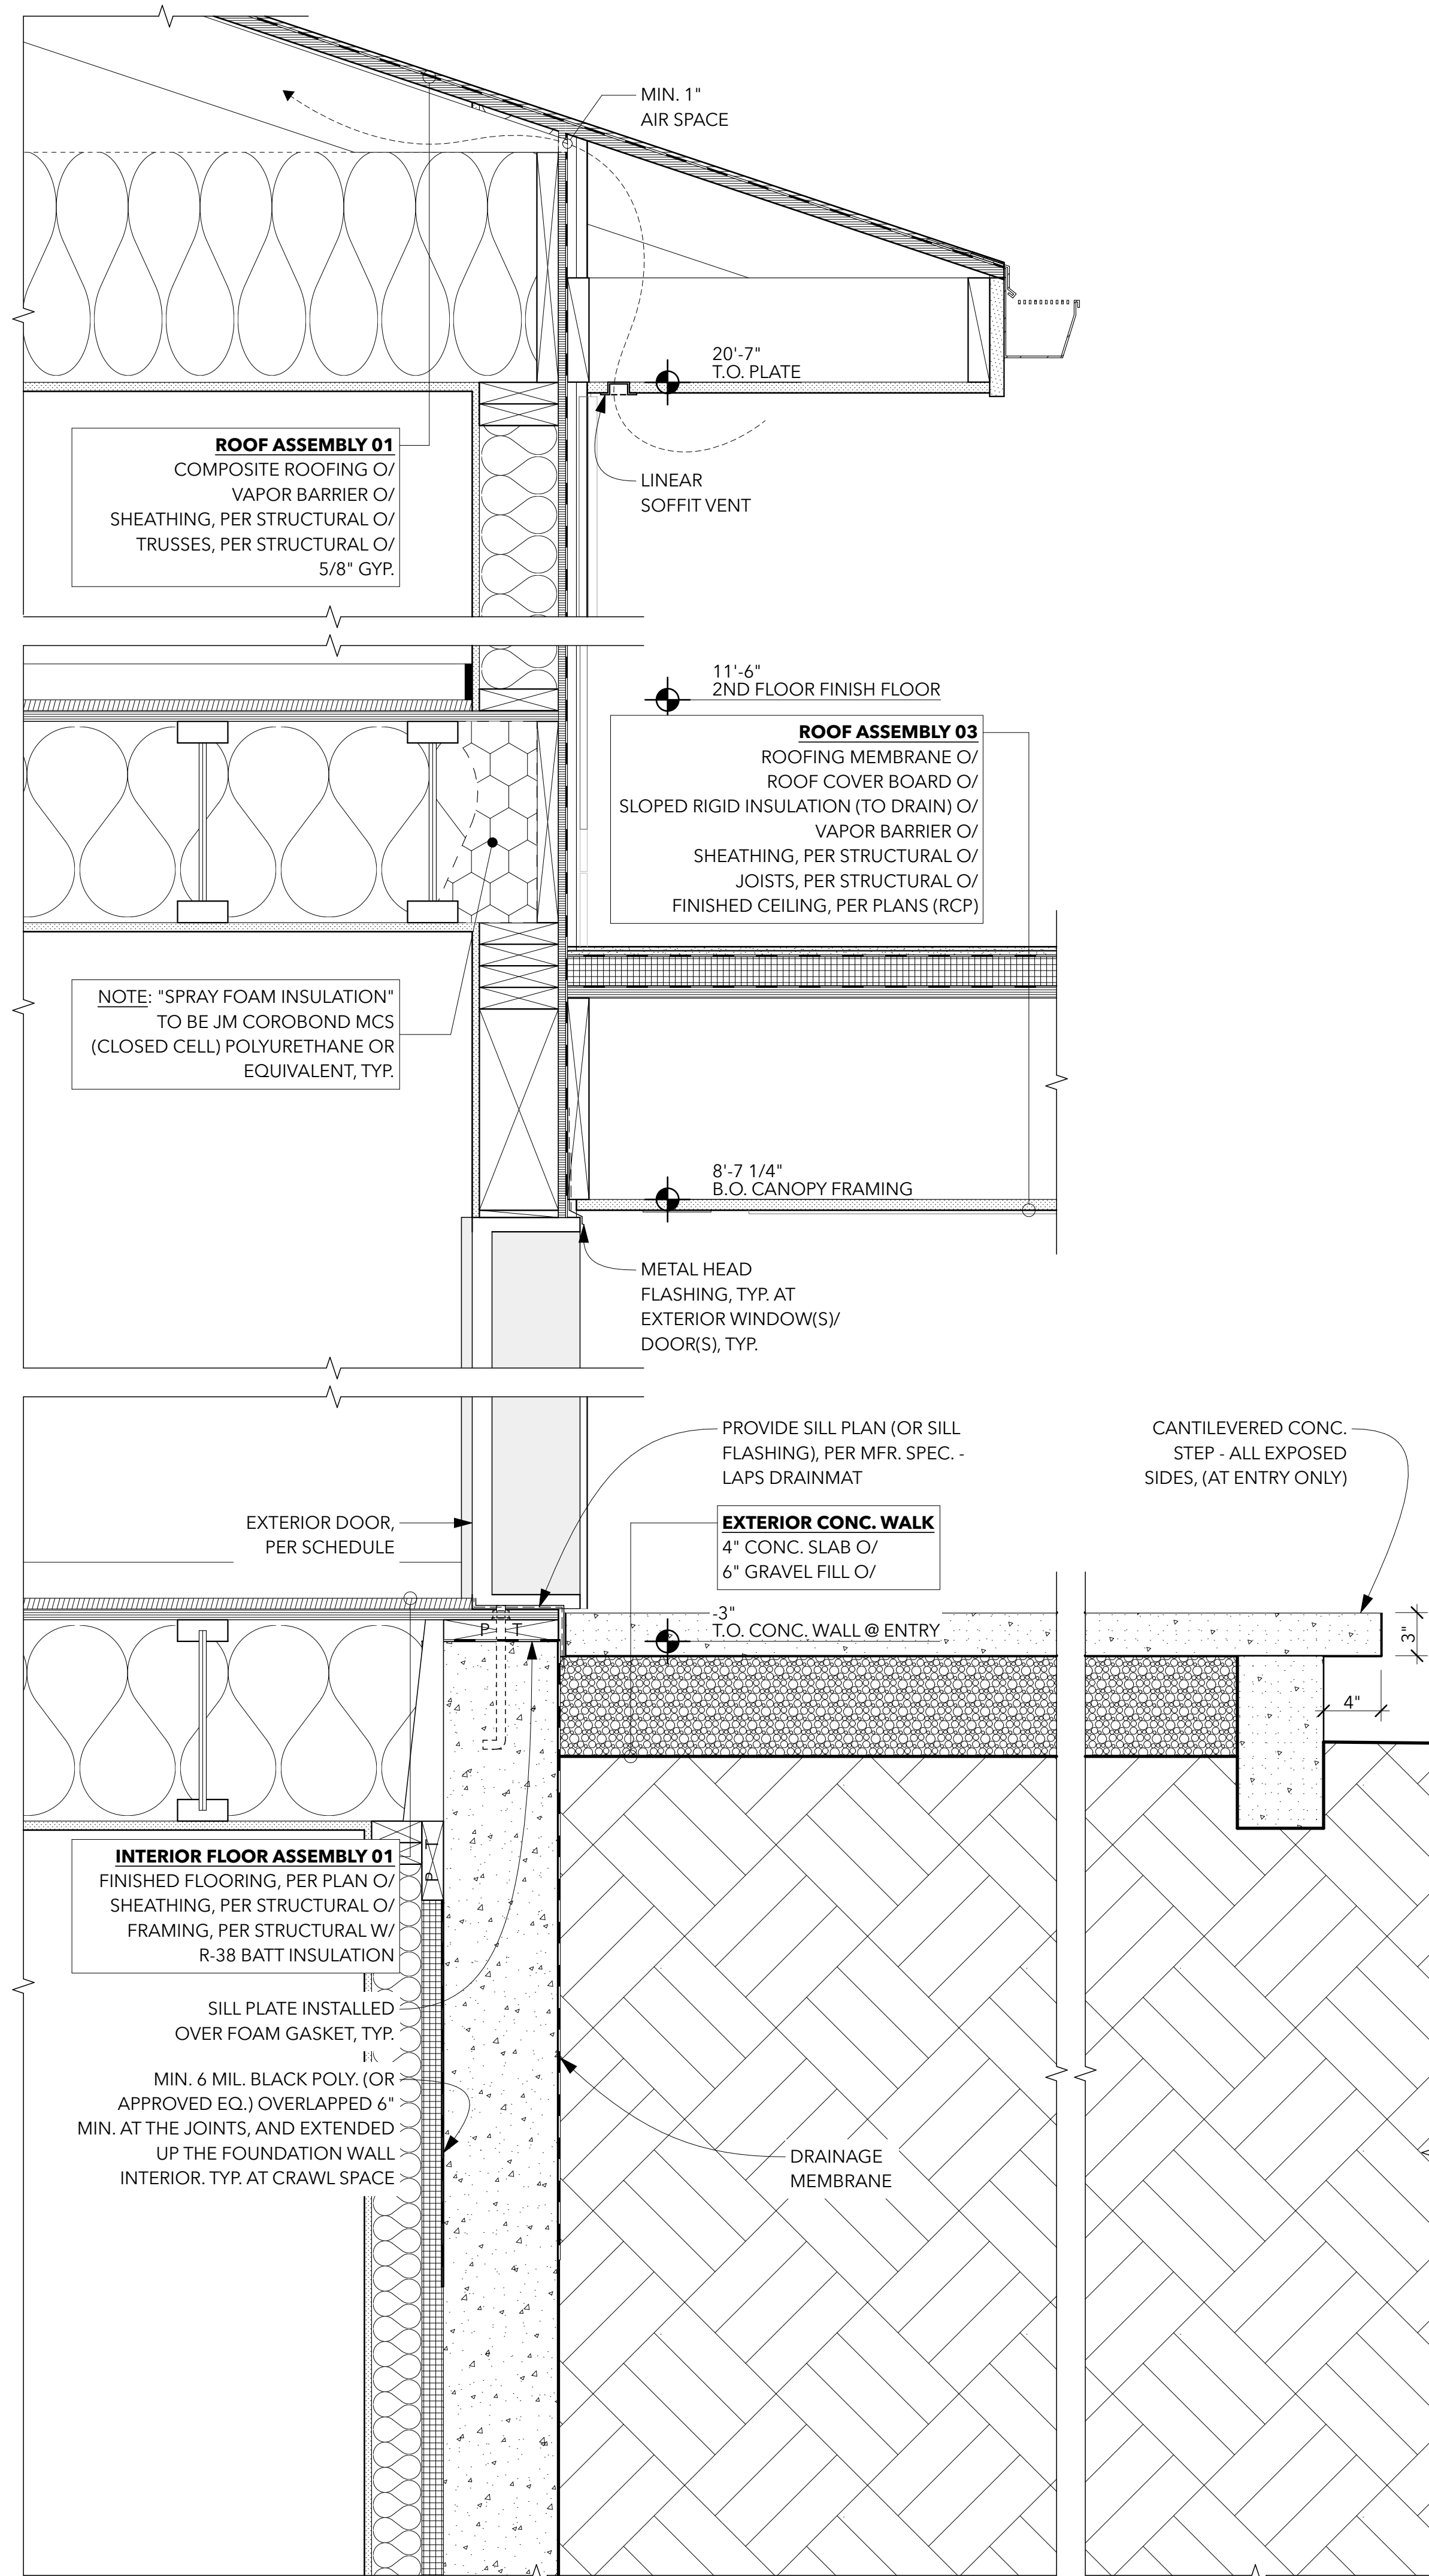 MIN. 1"
AIR SPACE
20'-7"
T.O. PLATE
ROOF ASSEMBLY 01
COMPOSITE ROOFING O/
VAPOR BARRIER O/
SHEATHING, PER STRUCTURAL O/
TRUSSES, PER STRUCTURAL O/
5/8" GYP.
LINEAR
SOFFIT VENT
11'-6"
2ND FLOOR FINISH FLOOR
ROOF ASSEMBLY 03
ROOFING MEMBRANE O/
ROOF COVER BOARD O/
SLOPED RIGID INSULATION (TO DRAIN) O/
VAPOR BARRIER O/
SHEATHING, PER STRUCTURAL O/
JOISTS, PER STRUCTURAL O/
FINISHED CEILING, PER PLANS (RCP)
NOTE: "SPRAY FOAM INSULATION"
TO BE JM COROBOND MCS
(CLOSED CELL) POLYURETHANE OR
EQUIVALENT, TYP.
8'-7 1/4"
B.O. CANOPY FRAMING
METAL HEAD
FLASHING, TYP. AT
EXTERIOR WINDOW(S)/
DOOR(S), TYP.
PROVIDE SILL PLAN (OR SILL
FLASHING), PER MFR. SPEC. -
LAPS DRAINMAT
CANTILEVERED CONC.
STEP - ALL EXPOSED
SIDES, (AT ENTRY ONLY)
EXTERIOR DOOR,
PER SCHEDULE
EXTERIOR CONC. WALK
4" CONC. SLAB O/
6" GRAVEL FILL O/
-3"
T.O. CONC. WALL @ ENTRY
P T
3"
4"
P T
INTERIOR FLOOR ASSEMBLY 01
FINISHED FLOORING, PER PLAN O/
SHEATHING, PER STRUCTURAL O/
FRAMING, PER STRUCTURAL W/
R-38 BATT INSULATION
SILL PLATE INSTALLED
OVER FOAM GASKET, TYP.
MIN. 6 MIL. BLACK POLY. (OR
APPROVED EQ.) OVERLAPPED 6"
MIN. AT THE JOINTS, AND EXTENDED
UP THE FOUNDATION WALL
INTERIOR. TYP. AT CRAWL SPACE
DRAINAGE
MEMBRANE